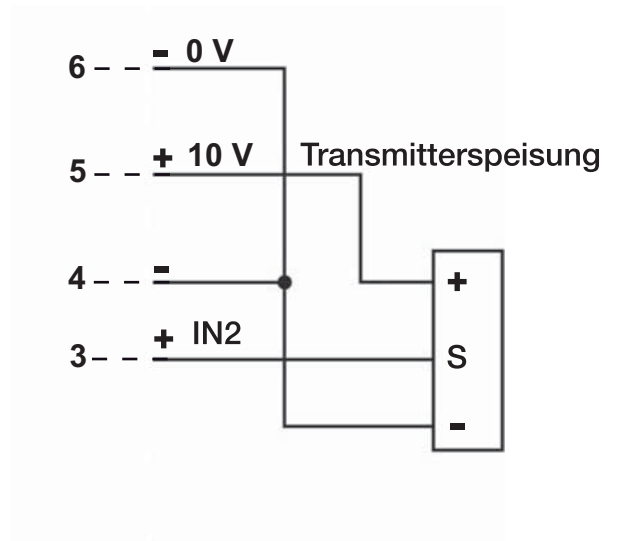 6 - 0 V
5 + 10 V Transmitterspeisung
4 -
+
3 + IN2
S
-